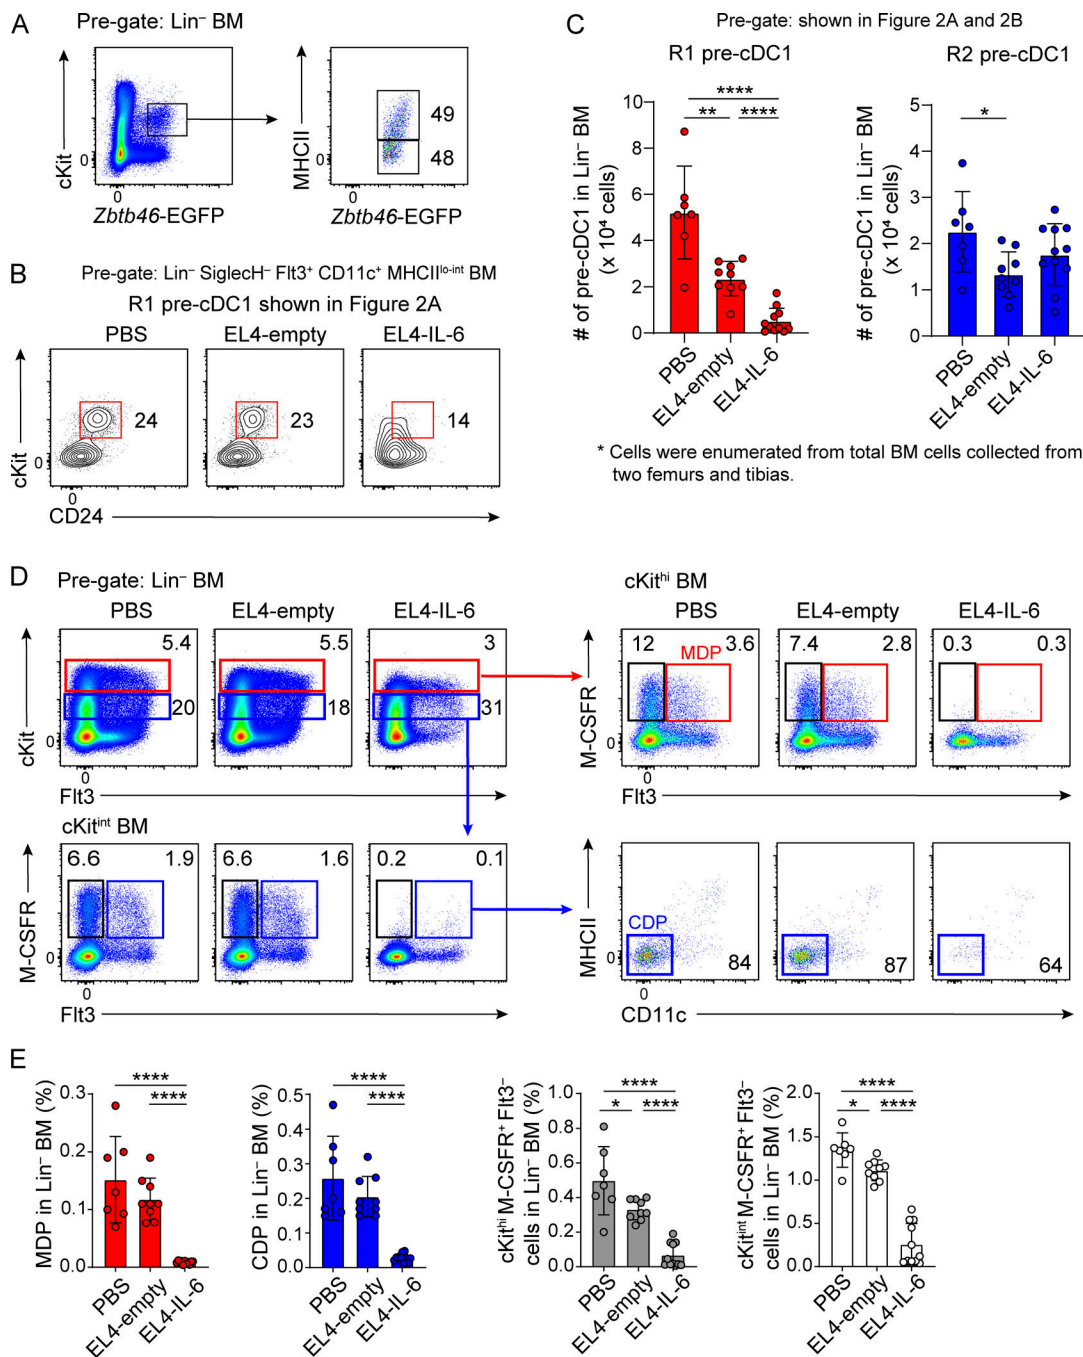 A
Pre-gate: Lin⁻ BM
cKit
0
0
Zbtb46-EGFP
MHCII
0
49
48
0
Zbtb46-EGFP
B
Pre-gate: Lin⁻ SiglecH⁻ Flt3⁺ CD11c⁺ MHCIIˡᵒ⁻ⁱⁿᵗ BM
R1 pre-cDC1 shown in Figure 2A
PBS EL4-empty EL4-IL-6
cKit
0
24 23 14
0
CD24
C
Pre-gate: shown in Figure 2A and 2B
R1 pre-cDC1 R2 pre-cDC1
# of pre-cDC1 in Lin⁻ BM
(x 10⁴ cells)
10
8
6
4
2
0
****
** ****
PBS
EL4-empty
EL4-IL-6
# of pre-cDC1 in Lin⁻ BM
(x 10⁴ cells)
5
4
3
2
1
0
*
PBS
EL4-empty
EL4-IL-6
* Cells were enumerated from total BM cells collected from
two femurs and tibias.
D
Pre-gate: Lin⁻ BM
PBS EL4-empty EL4-IL-6
5.4 5.5 3
20 18 31
cKit
0
0
Flt3
cKitʰⁱ BM
PBS EL4-empty EL4-IL-6
12 3.6 7.4 2.8 0.3 0.3
MDP
M-CSFR
0
0
Flt3
cKitⁱⁿᵗ BM
6.6 1.9 6.6 1.6 0.2 0.1
M-CSFR
0
0
Flt3
MHCII
0
CDP
84 87 64
0
CD11c
E
MDP in Lin⁻ BM (%)
0.3
0.2
0.1
0.0
****
****
PBS
EL4-empty
EL4-IL-6
CDP in Lin⁻ BM (%)
0.5
0.4
0.3
0.2
0.1
0.0
****
****
PBS
EL4-empty
EL4-IL-6
cKitʰⁱ M-CSFR⁺ Flt3⁻
cells in Lin⁻ BM (%)
1.0
0.8
0.6
0.4
0.2
0.0
****
* ****
PBS
EL4-empty
EL4-IL-6
cKitⁱⁿᵗ M-CSFR⁺ Flt3⁻
cells in Lin⁻ BM (%)
2.0
1.5
1.0
0.5
0.0
****
* ****
PBS
EL4-empty
EL4-IL-6